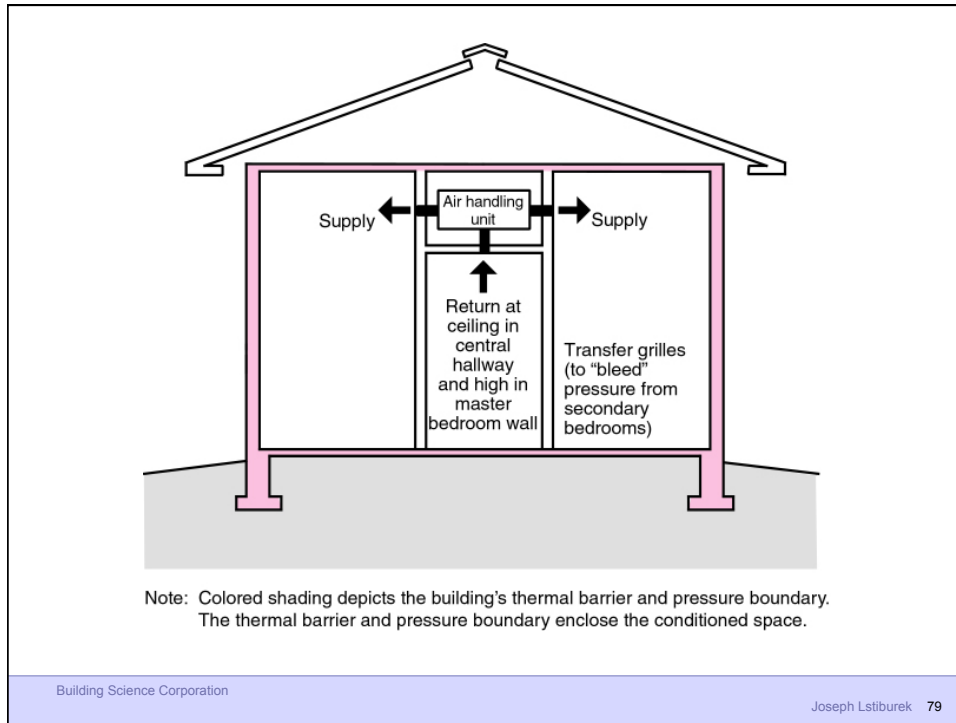 Air handling
unit
Supply
Supply
Return at
ceiling in
central
hallway
and high in
master
bedroom wall
Transfer grilles
(to “bleed”
pressure from
secondary
bedrooms)
Note: Colored shading depicts the building’s thermal barrier and pressure boundary.
The thermal barrier and pressure boundary enclose the conditioned space.
Building Science Corporation
Joseph Lstiburek 79